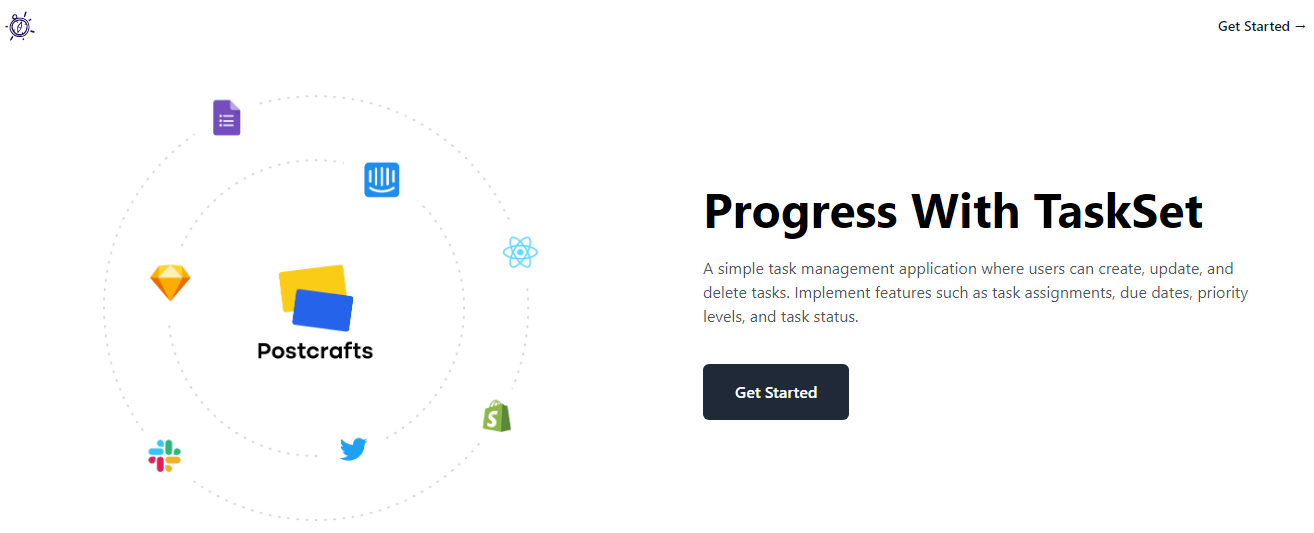 Get Started →
Progress With TaskSet
A simple task management application where users can create, update, and
delete tasks. Implement features such as task assignments, due dates, priority
levels, and task status.
Get Started
Postcrafts